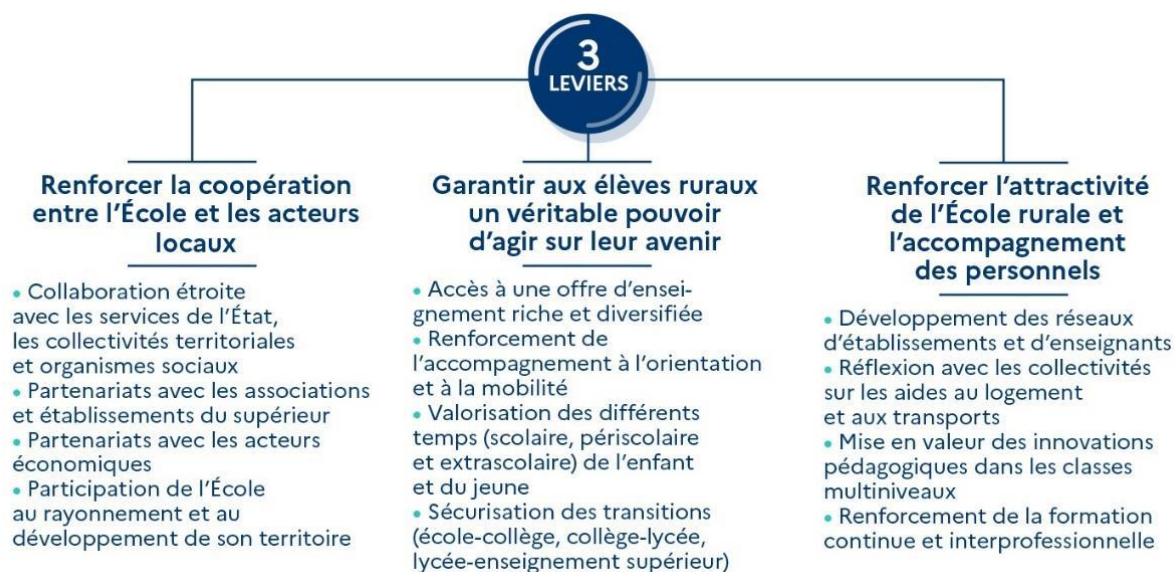 3
LEVIERS
Renforcer la coopération
entre l’École et les acteurs
locaux
• Collaboration étroite
avec les services de l’État,
les collectivités territoriales
et organismes sociaux
• Partenariats avec les associations
et établissements du supérieur
• Partenariats avec les acteurs
économiques
• Participation de l’École
au rayonnement et au
développement de son territoire
Garantir aux élèves ruraux
un véritable pouvoir
d’agir sur leur avenir
• Accès à une offre d’ensei-
gnement riche et diversifiée
• Renforcement de
l’accompagnement à l’orientation
et à la mobilité
• Valorisation des différents
temps (scolaire, périscolaire
et extrascolaire) de l’enfant
et du jeune
• Sécurisation des transitions
(école-collège, collège-lycée,
lycée-enseignement supérieur)
Renforcer l’attractivité
de l’École rurale et
l’accompagnement
des personnels
• Développement des réseaux
d’établissements et d’enseignants
• Réflexion avec les collectivités
sur les aides au logement
et aux transports
• Mise en valeur des innovations
pédagogiques dans les classes
multiniveaux
• Renforcement de la formation
continue et interprofessionnelle